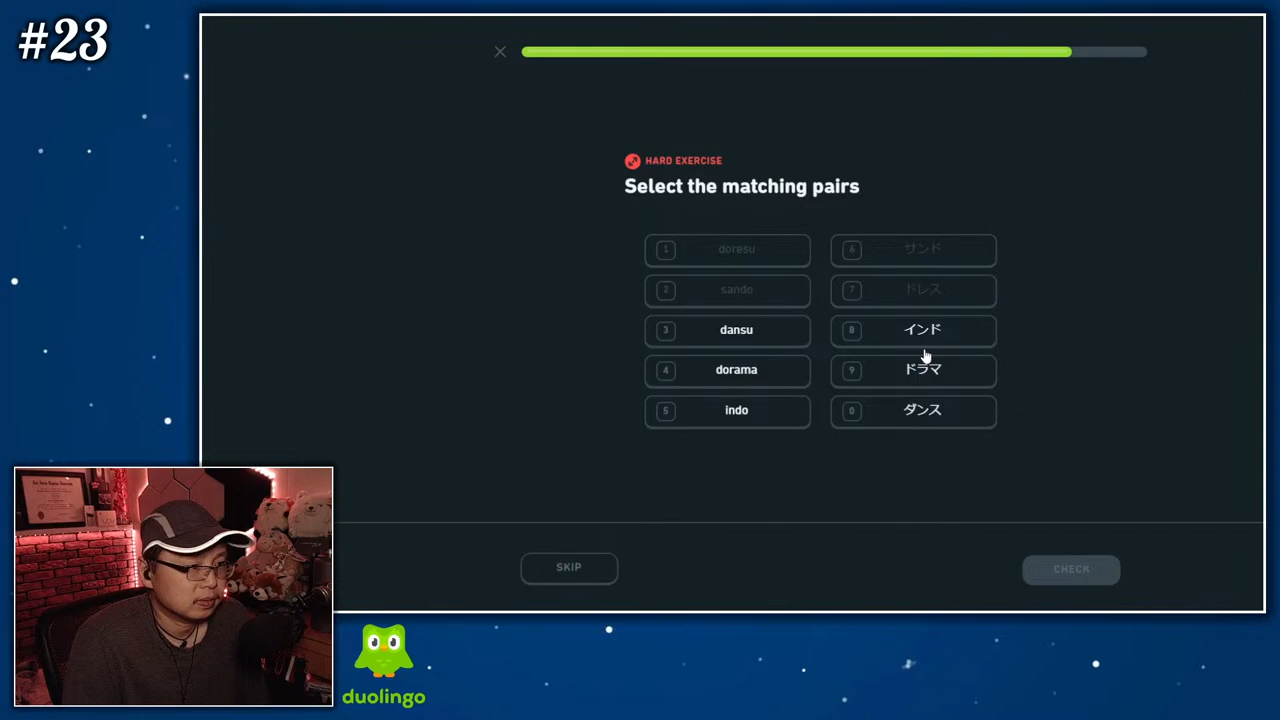 #23
HARD EXERCISE
Select the matching pairs
1 doresu
6 サンド
2 sando
7 ドレス
3 dansu
8 インド
4 dorama
9 ドラマ
5 indo
0 ダンス
SKIP
CHECK
duolingo